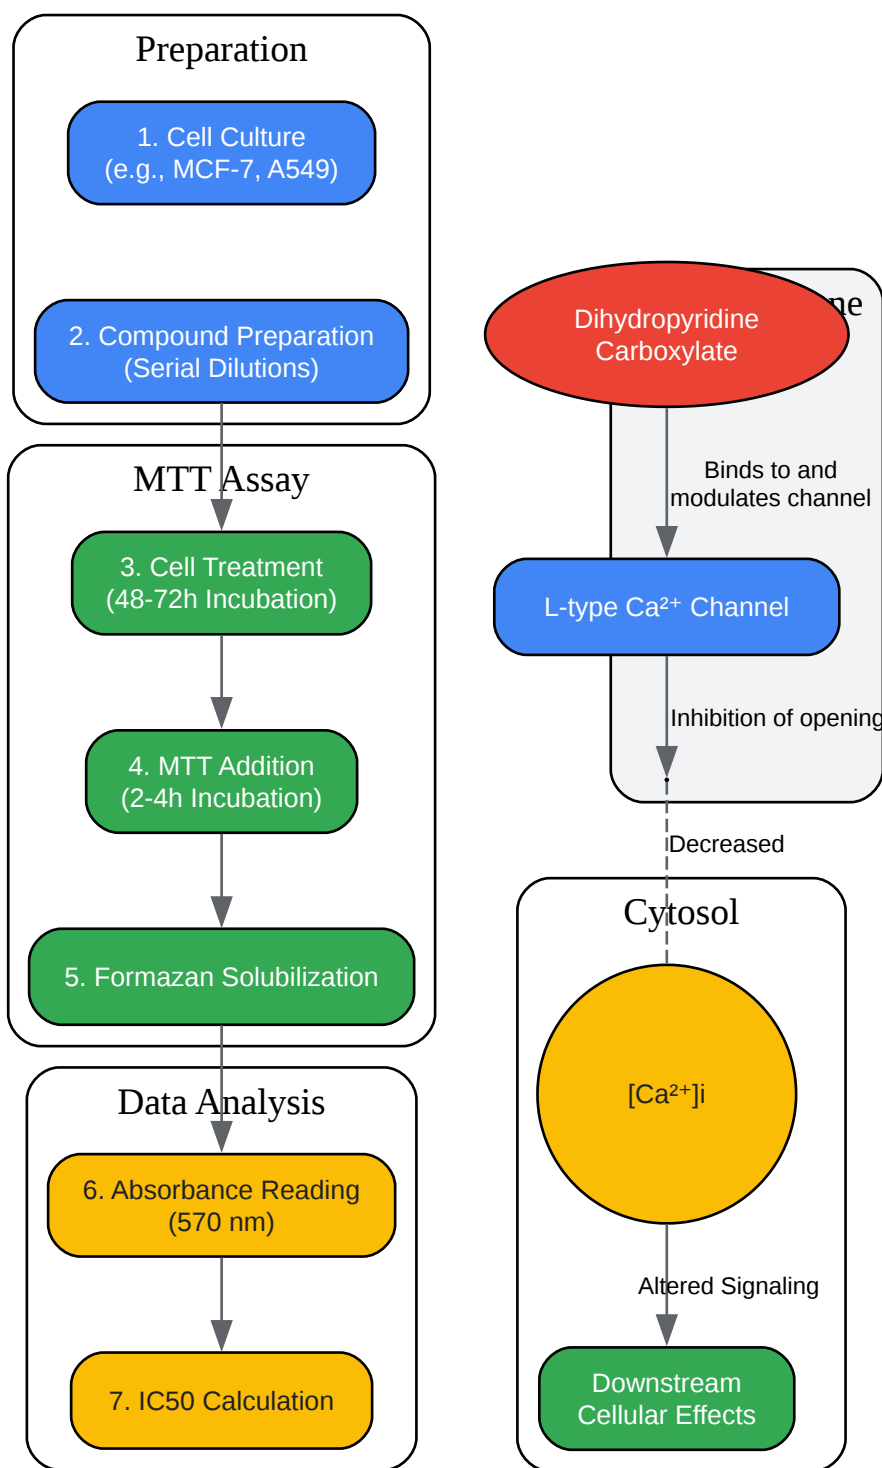 Preparation
1. Cell Culture
(e.g., MCF-7, A549)
2. Compound Preparation
(Serial Dilutions)
MTT Assay
3. Cell Treatment
(48-72h Incubation)
4. MTT Addition
(2-4h Incubation)
5. Formazan Solubilization
Data Analysis
6. Absorbance Reading
(570 nm)
7. IC50 Calculation
Dihydropyridine
Carboxylate
Binds to and
modulates channel
L-type Ca²⁺ Channel
Inhibition of opening
Decreased
Cytosol
[Ca²⁺]i
Altered Signaling
Downstream
Cellular Effects